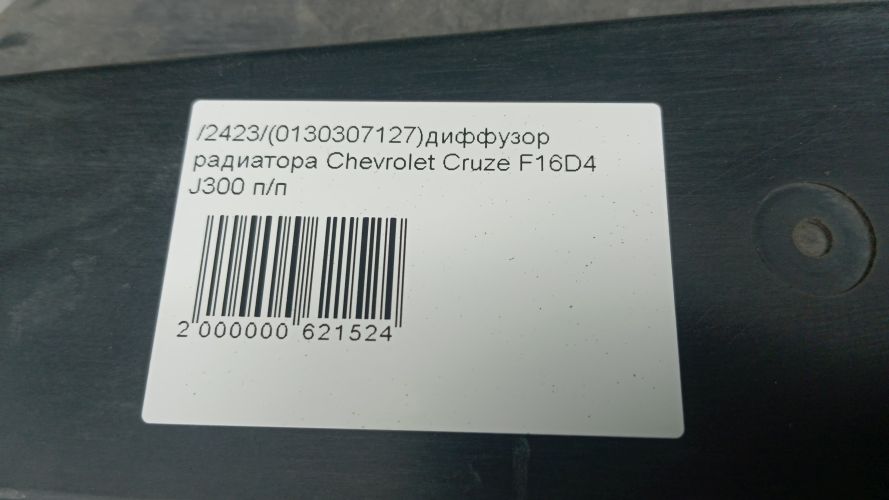 /2423/(0130307127)диффузор
радиатора Chevrolet Cruze F16D4
J300 п/п
2 000000 621524